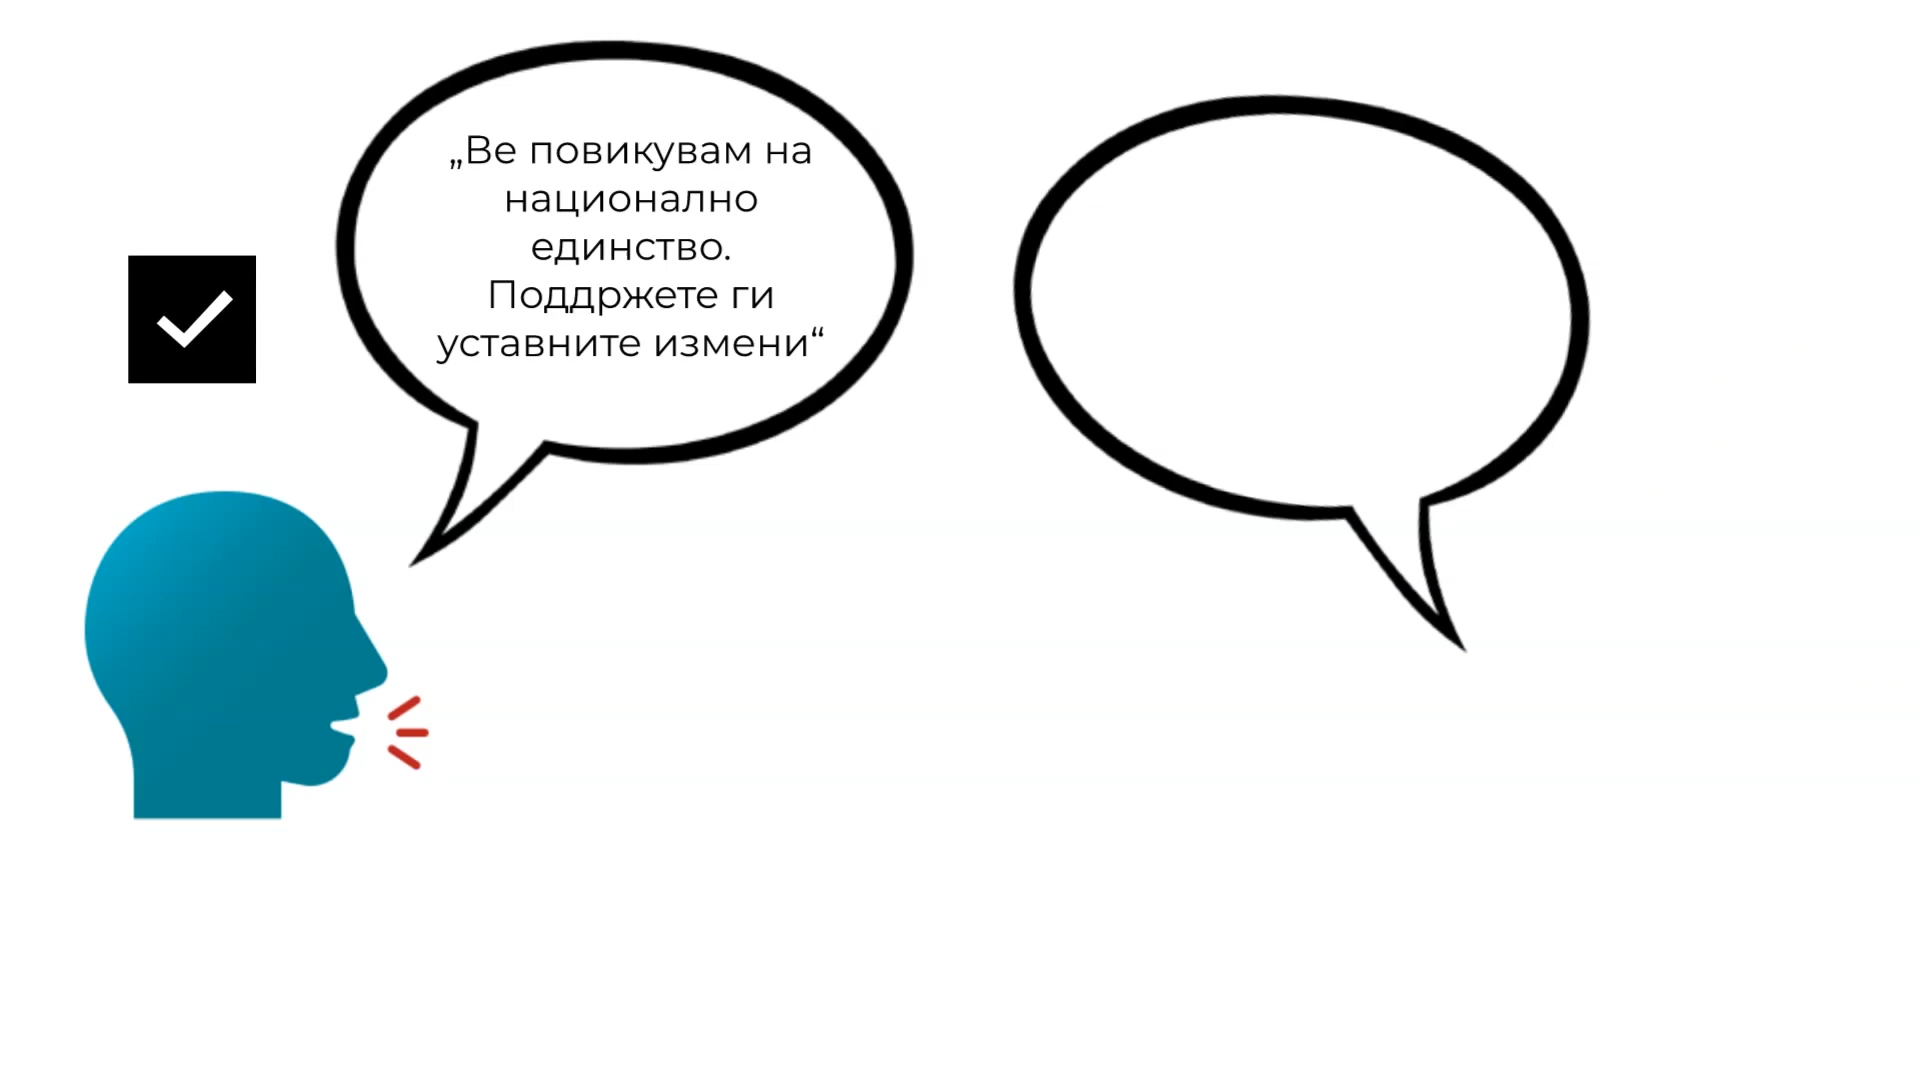 „Ве повикувам на
национално
единство.
Поддржете ги
уставните измени“